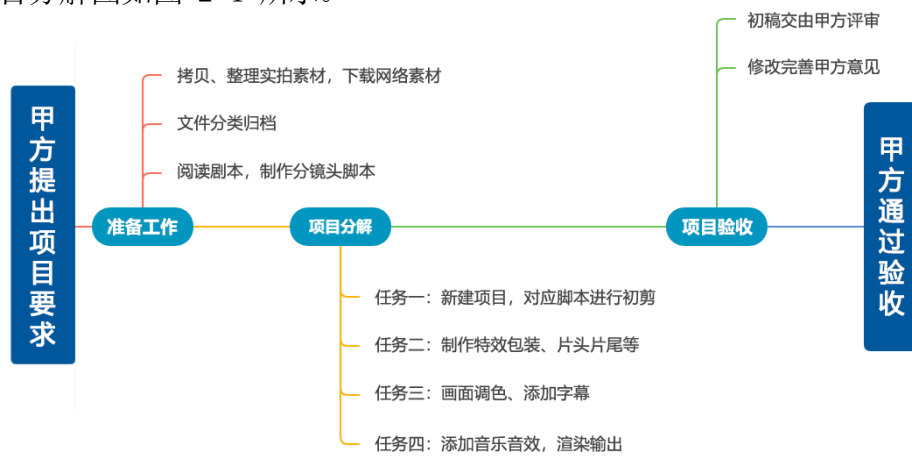 初稿交由甲方评审
修改完善甲方意见
拷贝、整理实拍素材，下载网络素材
文件分类归档
阅读剧本，制作分镜头脚本
甲方提出项目要求
准备工作
项目分解
项目验收
甲方通过验收
任务一：新建项目，对应脚本进行初剪
任务二：制作特效包装、片头片尾等
任务三：画面调色、添加字幕
任务四：添加音乐音效，渲染输出